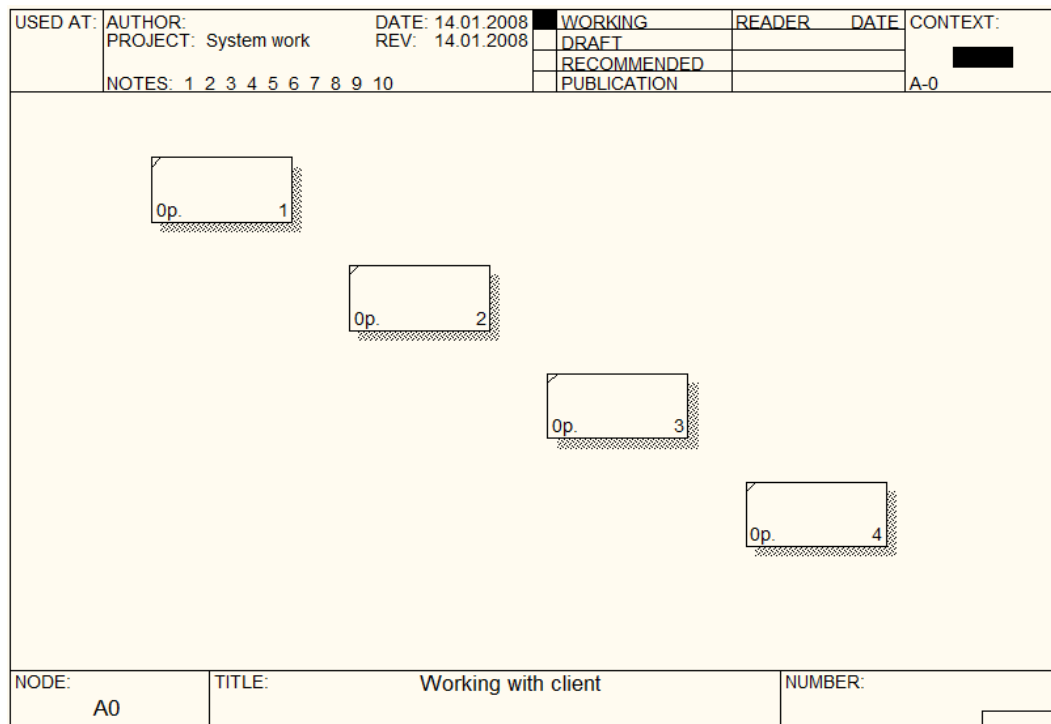 USED AT: AUTHOR: DATE: 14.01.2008 WORKING READER DATE CONTEXT:
PROJECT: System work REV: 14.01.2008 DRAFT
RECOMMENDED
NOTES: 1 2 3 4 5 6 7 8 9 10 PUBLICATION A-0
0p. 1
0p. 2
0p. 3
0p. 4
NODE: TITLE: Working with client NUMBER:
A0